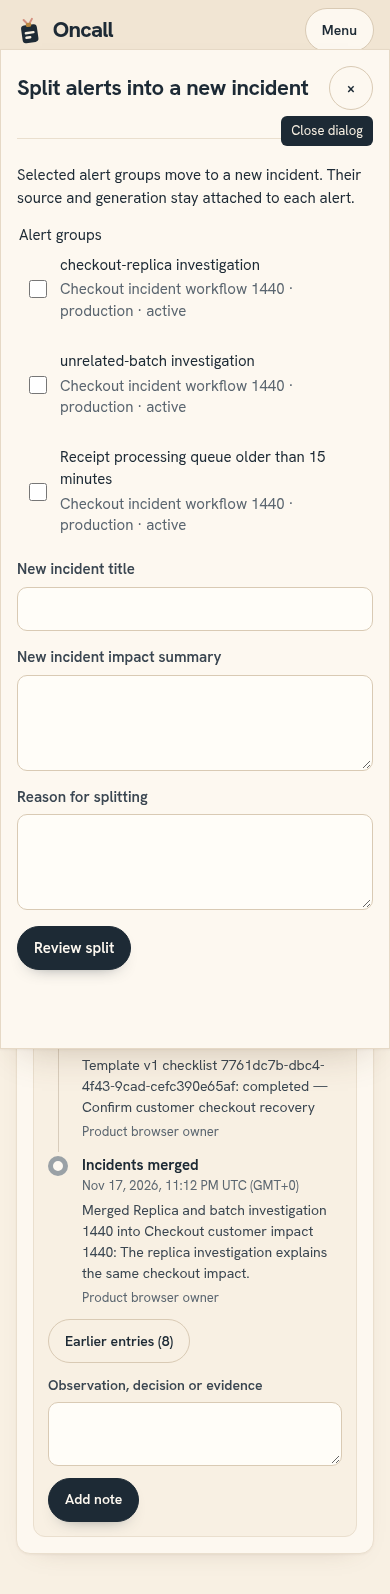 Oncall
Menu
Split alerts into a new incident
×
Close dialog
Selected alert groups move to a new incident. Their
source and generation stay attached to each alert.
Alert groups
checkout-replica investigation
Checkout incident workflow 1440 ·
production · active
unrelated-batch investigation
Checkout incident workflow 1440 ·
production · active
Receipt processing queue older than 15
minutes
Checkout incident workflow 1440 ·
production · active
New incident title
New incident impact summary
Reason for splitting
Review split
Template v1 checklist 7761dc7b-dbc4-
4f43-9cad-cefc390e65af: completed —
Confirm customer checkout recovery
Product browser owner
Incidents merged
Nov 17, 2026, 11:12 PM UTC (GMT+0)
Merged Replica and batch investigation
1440 into Checkout customer impact
1440: The replica investigation explains
the same checkout impact.
Product browser owner
Earlier entries (8)
Observation, decision or evidence
Add note